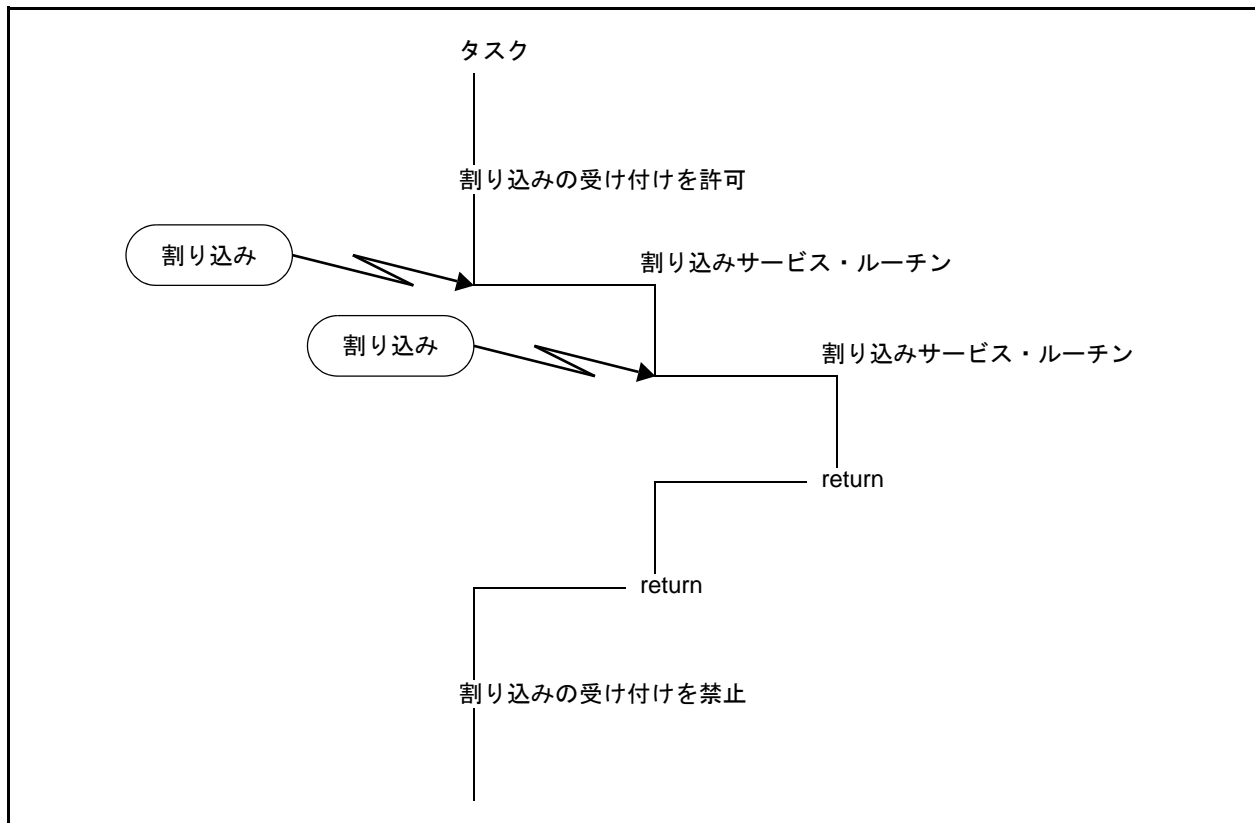 タスク
割り込みの受け付けを許可
割り込み
割り込みサービス・ルーチン
割り込み
割り込みサービス・ルーチン
return
return
割り込みの受け付けを禁止